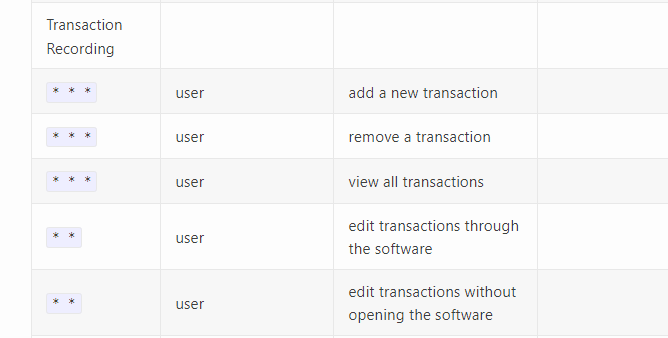 Transaction
Recording
* * * user add a new transaction
* * * user remove a transaction
* * * user view all transactions
* * user edit transactions through
the software
* * user edit transactions without
opening the software